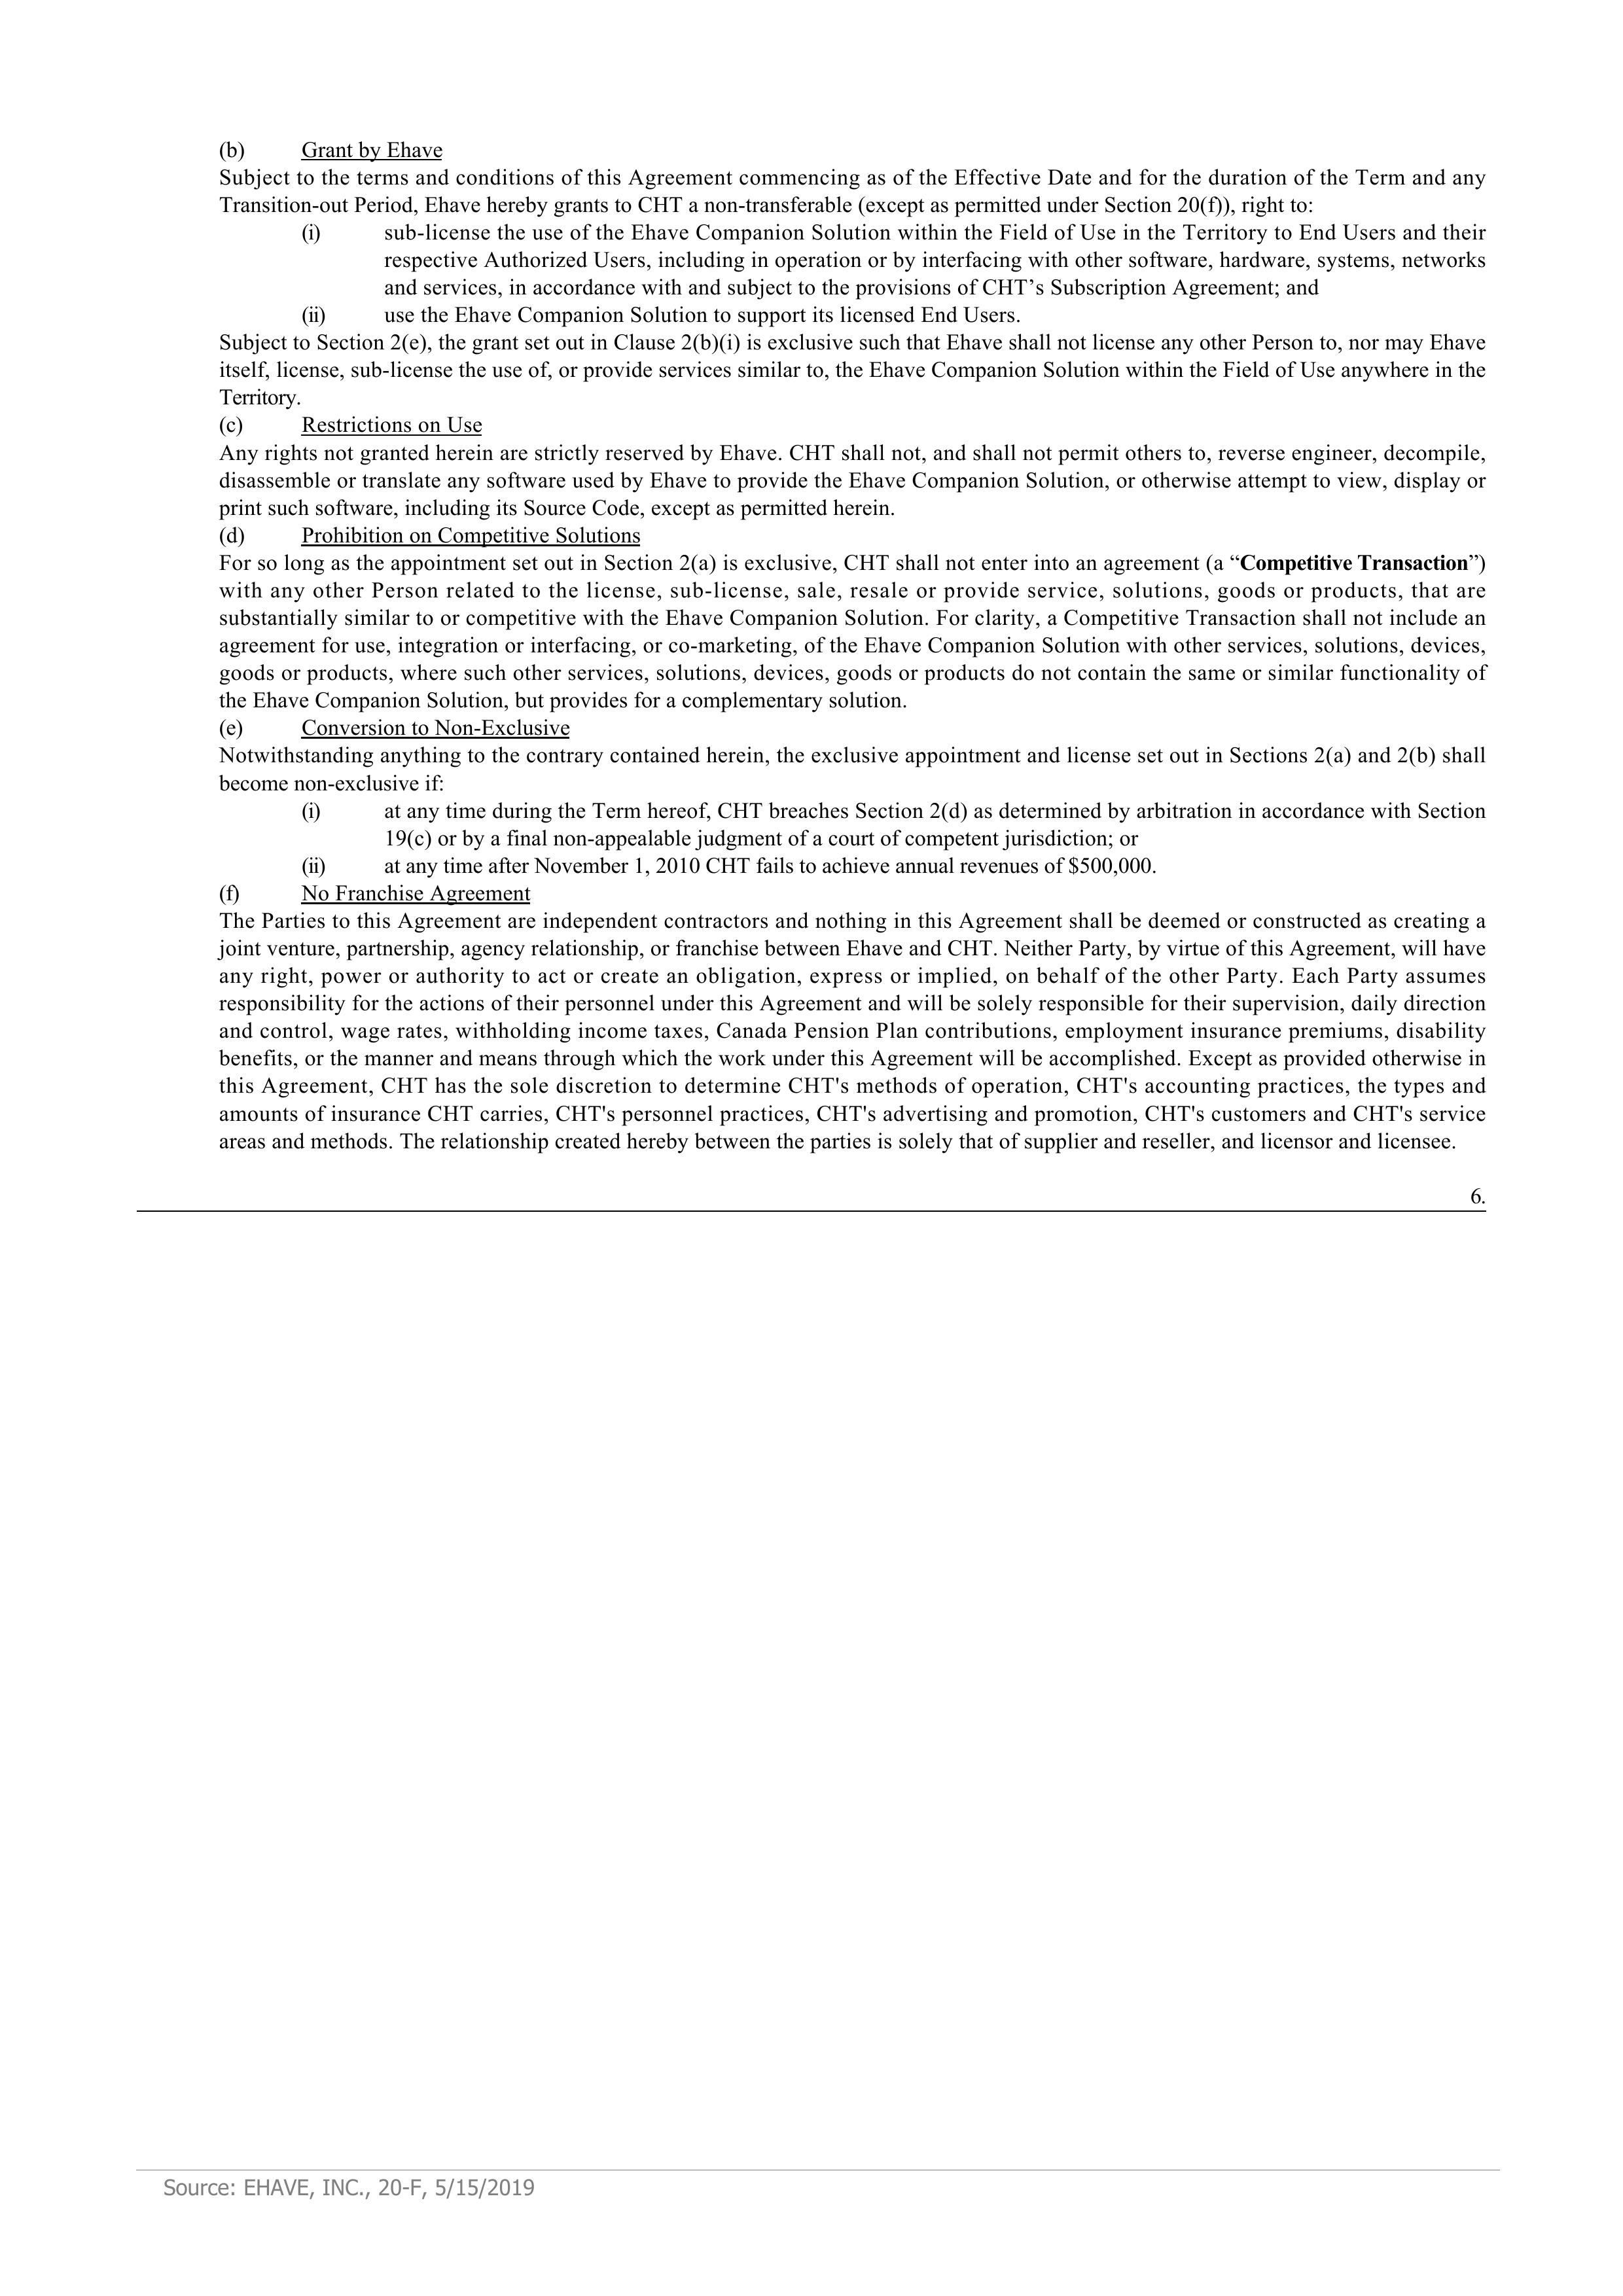 (b) Grant by Ehave
Subject to the terms and conditions of this Agreement commencing as of the Effective Date and for the duration of the Term and any
Transition-out Period, Ehave hereby grants to CHT a non-transferable (except as permitted under Section 20(f)), right to:
(i) sub-license the use of the Ehave Companion Solution within the Field of Use in the Territory to End Users and their
respective Authorized Users, including in operation or by interfacing with other software, hardware, systems, networks
and services, in accordance with and subject to the provisions of CHT’s Subscription Agreement; and
(ii) use the Ehave Companion Solution to support its licensed End Users.
Subject to Section 2(e), the grant set out in Clause 2(b)(i) is exclusive such that Ehave shall not license any other Person to, nor may Ehave
itself, license, sub-license the use of, or provide services similar to, the Ehave Companion Solution within the Field of Use anywhere in the
Territory.
(c) Restrictions on Use
Any rights not granted herein are strictly reserved by Ehave. CHT shall not, and shall not permit others to, reverse engineer, decompile,
disassemble or translate any software used by Ehave to provide the Ehave Companion Solution, or otherwise attempt to view, display or
print such software, including its Source Code, except as permitted herein.
(d) Prohibition on Competitive Solutions
For so long as the appointment set out in Section 2(a) is exclusive, CHT shall not enter into an agreement (a “Competitive Transaction”)
with any other Person related to the license, sub-license, sale, resale or provide service, solutions, goods or products, that are
substantially similar to or competitive with the Ehave Companion Solution. For clarity, a Competitive Transaction shall not include an
agreement for use, integration or interfacing, or co-marketing, of the Ehave Companion Solution with other services, solutions, devices,
goods or products, where such other services, solutions, devices, goods or products do not contain the same or similar functionality of
the Ehave Companion Solution, but provides for a complementary solution.
(e) Conversion to Non-Exclusive
Notwithstanding anything to the contrary contained herein, the exclusive appointment and license set out in Sections 2(a) and 2(b) shall
become non-exclusive if:
(i) at any time during the Term hereof, CHT breaches Section 2(d) as determined by arbitration in accordance with Section
19(c) or by a final non-appealable judgment of a court of competent jurisdiction; or
(ii) at any time after November 1, 2010 CHT fails to achieve annual revenues of $500,000.
(f) No Franchise Agreement
The Parties to this Agreement are independent contractors and nothing in this Agreement shall be deemed or constructed as creating a
joint venture, partnership, agency relationship, or franchise between Ehave and CHT. Neither Party, by virtue of this Agreement, will have
any right, power or authority to act or create an obligation, express or implied, on behalf of the other Party. Each Party assumes
responsibility for the actions of their personnel under this Agreement and will be solely responsible for their supervision, daily direction
and control, wage rates, withholding income taxes, Canada Pension Plan contributions, employment insurance premiums, disability
benefits, or the manner and means through which the work under this Agreement will be accomplished. Except as provided otherwise in
this Agreement, CHT has the sole discretion to determine CHT's methods of operation, CHT's accounting practices, the types and
amounts of insurance CHT carries, CHT's personnel practices, CHT's advertising and promotion, CHT's customers and CHT's service
areas and methods. The relationship created hereby between the parties is solely that of supplier and reseller, and licensor and licensee.
6.
Source: EHAVE, INC., 20-F, 5/15/2019